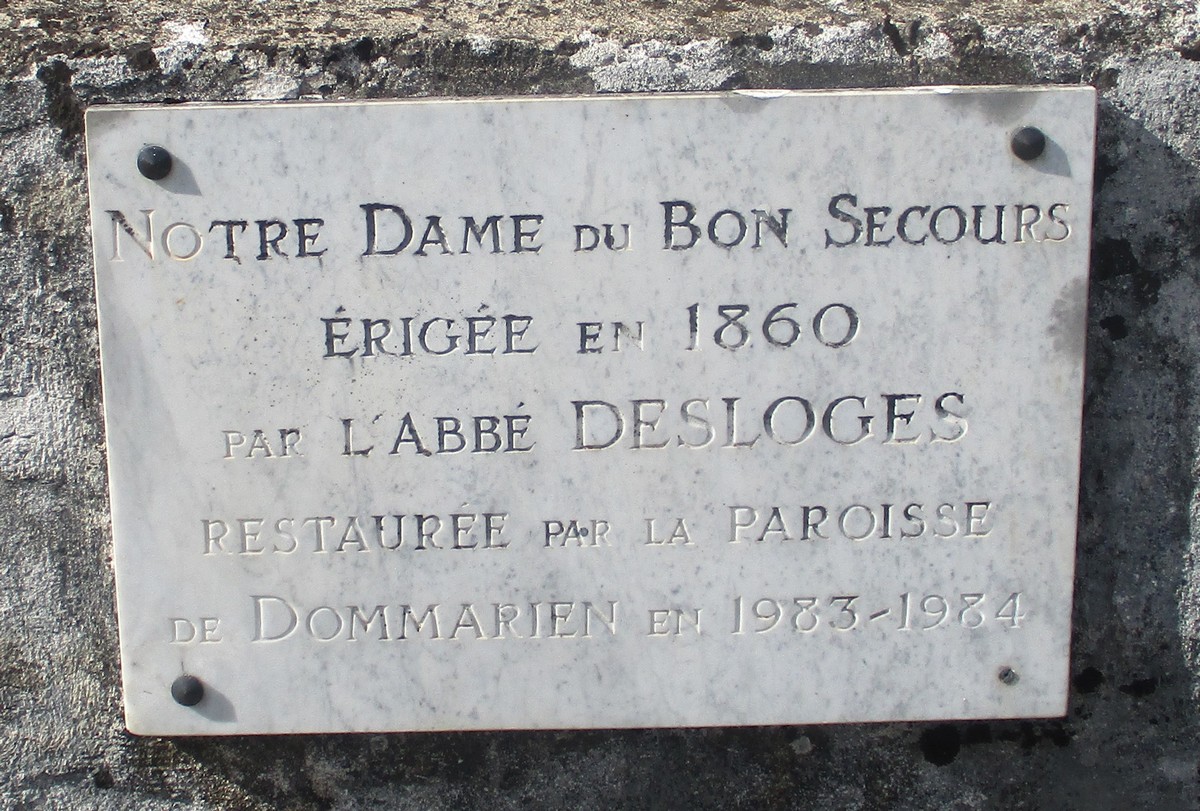 NOTRE DAME DU BON SECOURS
ÉRIGÉE EN 1860
PAR L'ABBÉ DESLOGES
RESTAURÉE PAR LA PAROISSE
DE DOMMARIEN EN 1983-1984